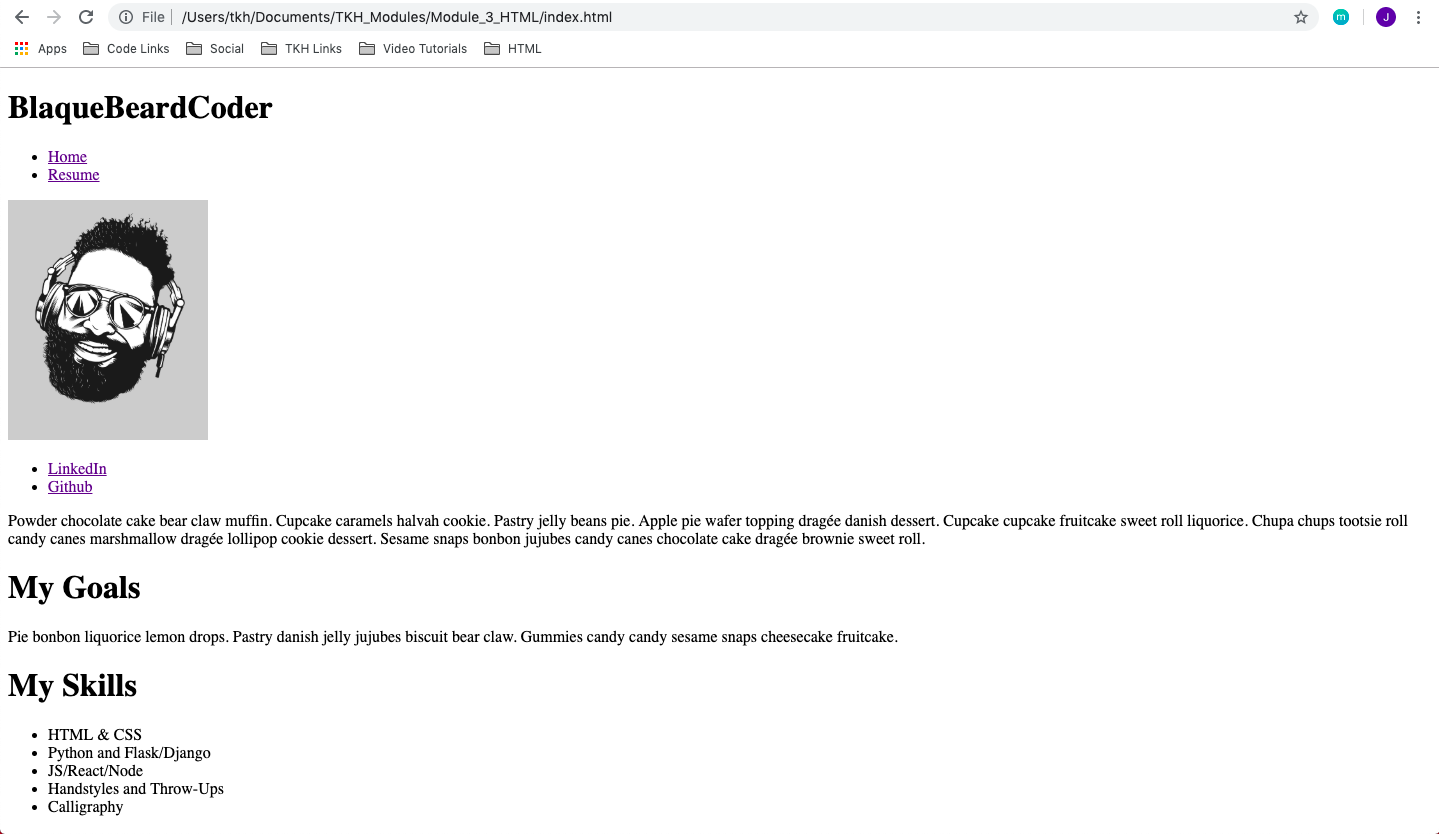 File /Users/tkh/Documents/TKH_Modules/Module_3_HTML/index.html
m
J
Apps Code Links Social TKH Links Video Tutorials HTML
BlaqueBeardCoder
Home
Resume
LinkedIn
Github
Powder chocolate cake bear claw muffin. Cupcake caramels halvah cookie. Pastry jelly beans pie. Apple pie wafer topping dragée danish dessert. Cupcake cupcake fruitcake sweet roll liquorice. Chupa chups tootsie roll
candy canes marshmallow dragée lollipop cookie dessert. Sesame snaps bonbon jujubes candy canes chocolate cake dragée brownie sweet roll.
My Goals
Pie bonbon liquorice lemon drops. Pastry danish jelly jujubes biscuit bear claw. Gummies candy candy sesame snaps cheesecake fruitcake.
My Skills
HTML & CSS
Python and Flask/Django
JS/React/Node
Handstyles and Throw-Ups
Calligraphy